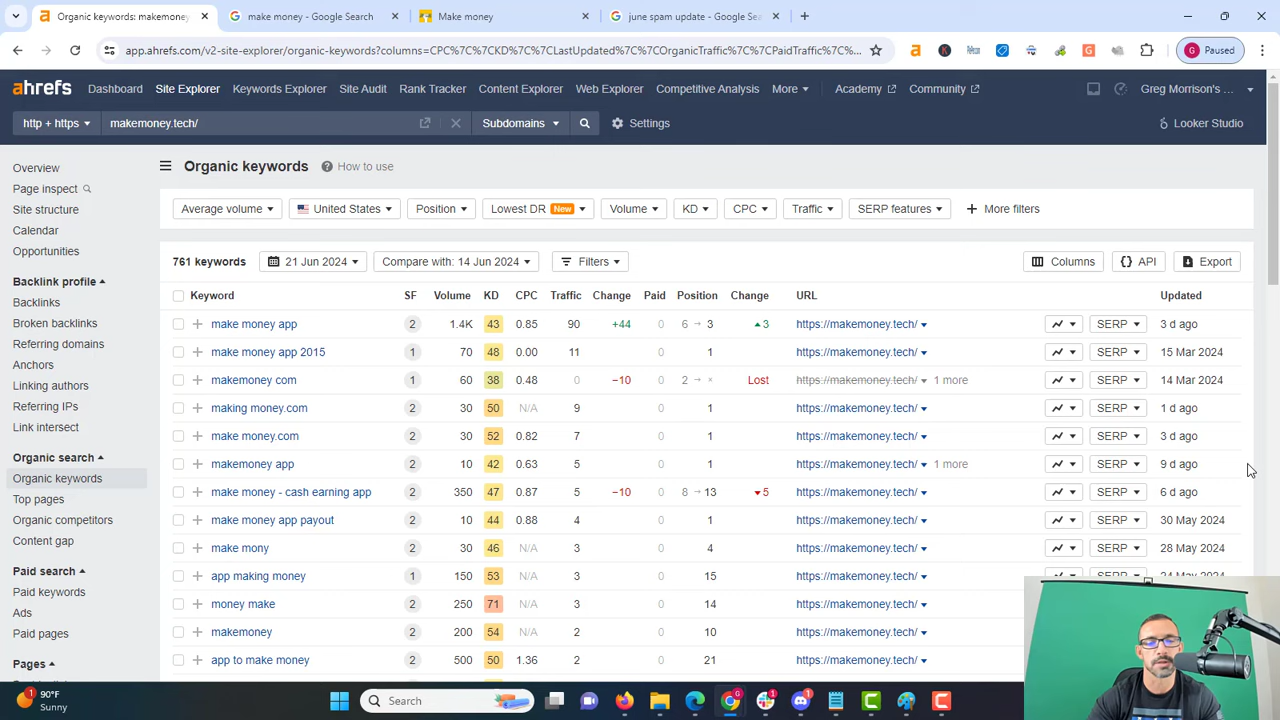 Organic keywords: makemoney
make money - Google Search
Make money
june spam update - Google Sea
app.ahrefs.com/v2-site-explorer/organic-keywords?columns=CPC%7C%7CKD%7C%7CLastUpdated%7C%7COrganicTraffic%7C%7CPaidTraffic%7C%7C%...
G Paused
ahrefs Dashboard Site Explorer Keywords Explorer Site Audit Rank Tracker Content Explorer Web Explorer Competitive Analysis More Academy Community Greg Morrison's ...
http + https makemoney.tech/ Subdomains Settings Looker Studio
Overview
Page inspect
Site structure
Calendar
Opportunities
Backlink profile
Backlinks
Broken backlinks
Referring domains
Anchors
Linking authors
Referring IPs
Link intersect
Organic search
Organic keywords
Top pages
Organic competitors
Content gap
Paid search
Paid keywords
Ads
Paid pages
Pages
Organic keywords ? How to use
Average volume United States Position Lowest DR New Volume KD CPC Traffic SERP features + More filters
761 keywords 21 Jun 2024 Compare with: 14 Jun 2024 Filters Columns {} API Export
Keyword SF Volume KD CPC Traffic Change Paid Position Change URL Updated
make money app 2 1.4K 43 0.85 90 +44 0 6 → 3 ▲3 https://makemoney.tech/ SERP 3 d ago
make money app 2015 1 70 48 0.00 11 0 1 https://makemoney.tech/ SERP 15 Mar 2024
makemoney com 1 60 38 0.48 0 −10 0 2 → × Lost https://makemoney.tech/ 1 more SERP 14 Mar 2024
making money.com 2 30 50 N/A 9 0 1 https://makemoney.tech/ SERP 1 d ago
make money.com 2 30 52 0.82 7 0 1 https://makemoney.tech/ SERP 3 d ago
makemoney app 2 10 42 0.63 5 0 1 https://makemoney.tech/ 1 more SERP 9 d ago
make money - cash earning app 2 350 47 0.87 5 −10 0 8 → 13 ▼5 https://makemoney.tech/ SERP 6 d ago
make money app payout 2 10 44 0.88 4 0 1 https://makemoney.tech/ SERP 30 May 2024
make mony 2 30 46 N/A 3 0 4 https://makemoney.tech/ SERP 28 May 2024
app making money 1 150 53 N/A 3 0 15 https://makemoney.tech/ SERP 24 May 2024
money make 2 250 71 N/A 3 0 14 https://makemoney.tech/
makemoney 2 200 54 N/A 2 0 10 https://makemoney.tech/
app to make money 2 500 50 1.36 2 0 21 https://makemoney.tech/
1 90°F
Sunny
Search